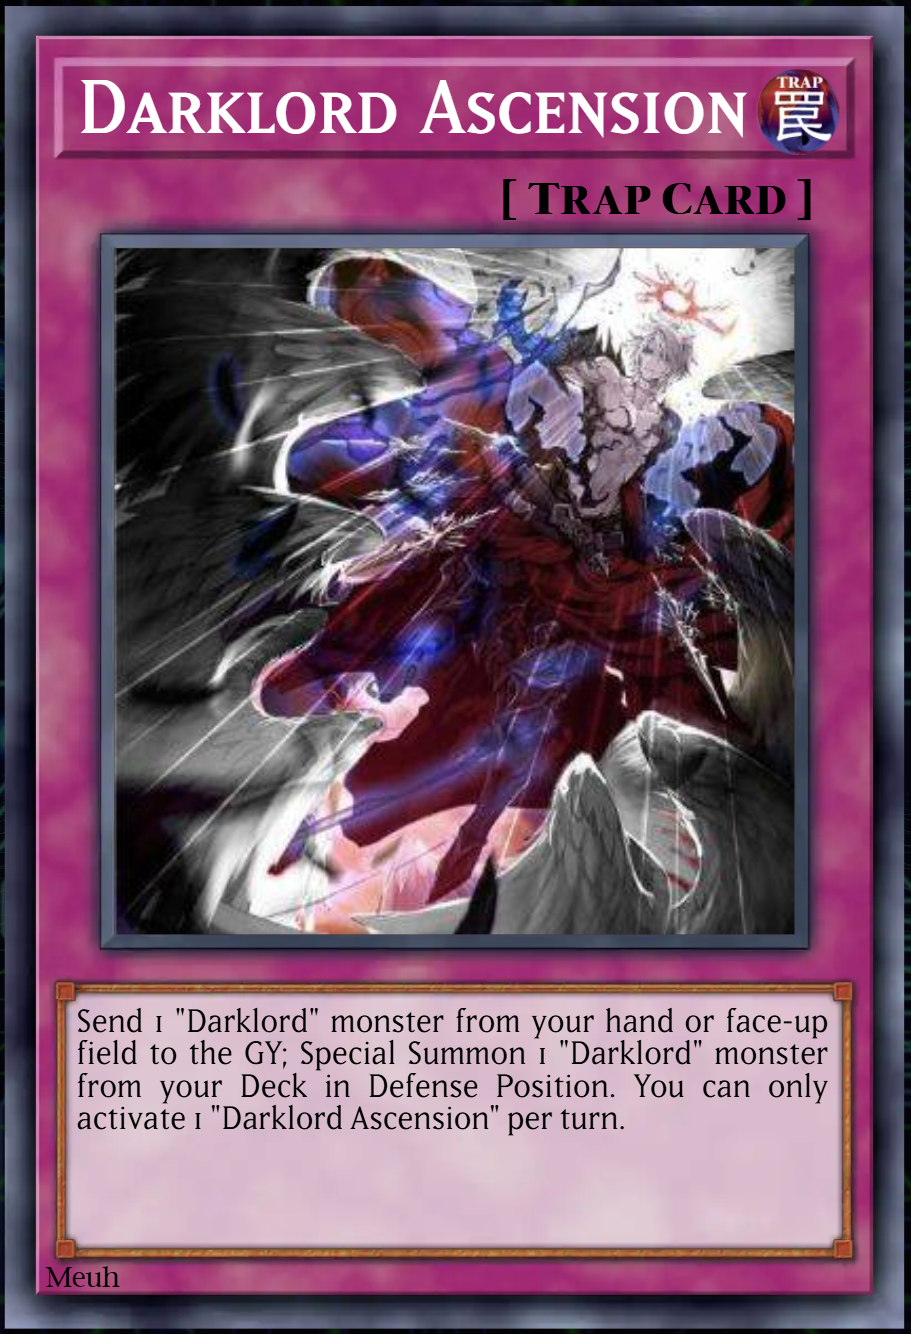 Darklord Ascension
TRAP
罠
[ Trap Card ]
Send 1 "Darklord" monster from your hand or face-up
field to the GY; Special Summon 1 "Darklord" monster
from your Deck in Defense Position. You can only
activate 1 "Darklord Ascension" per turn.
Meuh